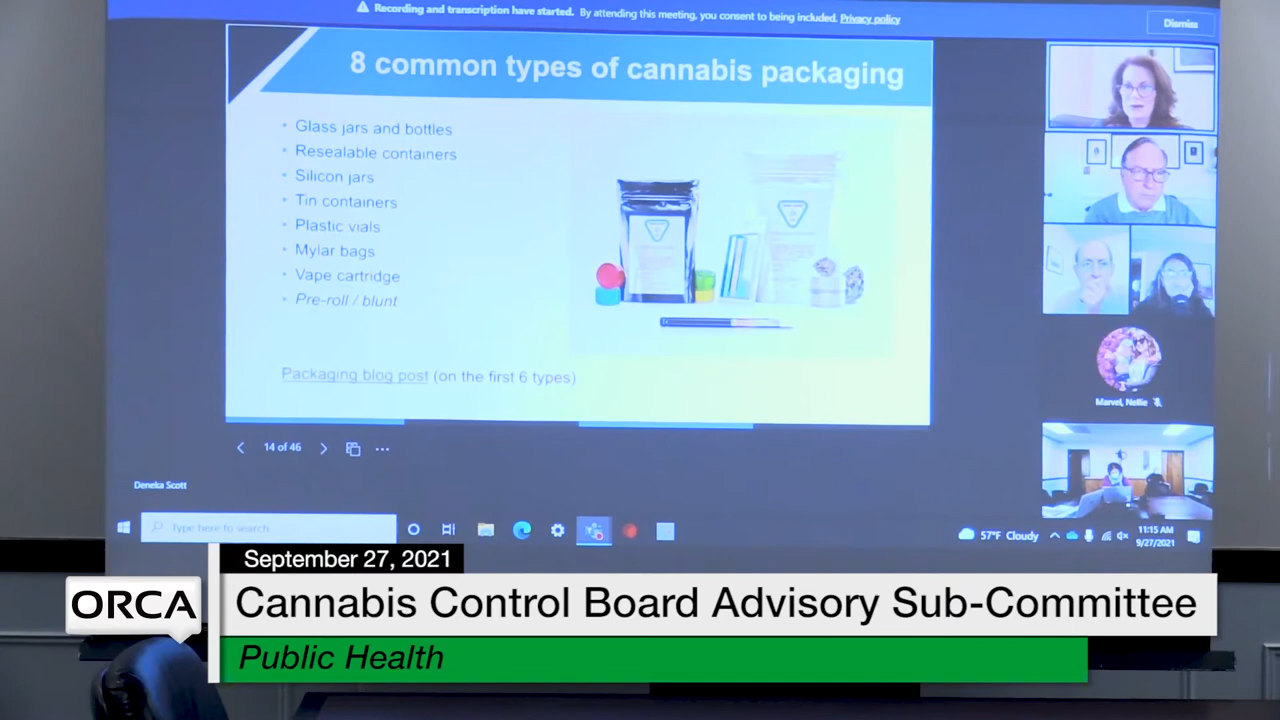 Recording and transcription have started. By attending this meeting, you consent to being included. Privacy policy
Dismiss
8 common types of cannabis packaging
• Glass jars and bottles
• Resealable containers
• Silicon jars
• Tin containers
• Plastic vials
• Mylar bags
• Vape cartridge
• Pre-roll / blunt
Packaging blog post (on the first 6 types)
Marvel, Nellie
14 of 46
Deneka Scott
Type here to search
57°F Cloudy
11:15 AM
9/27/2021
September 27, 2021
ORCA
Cannabis Control Board Advisory Sub-Committee
Public Health